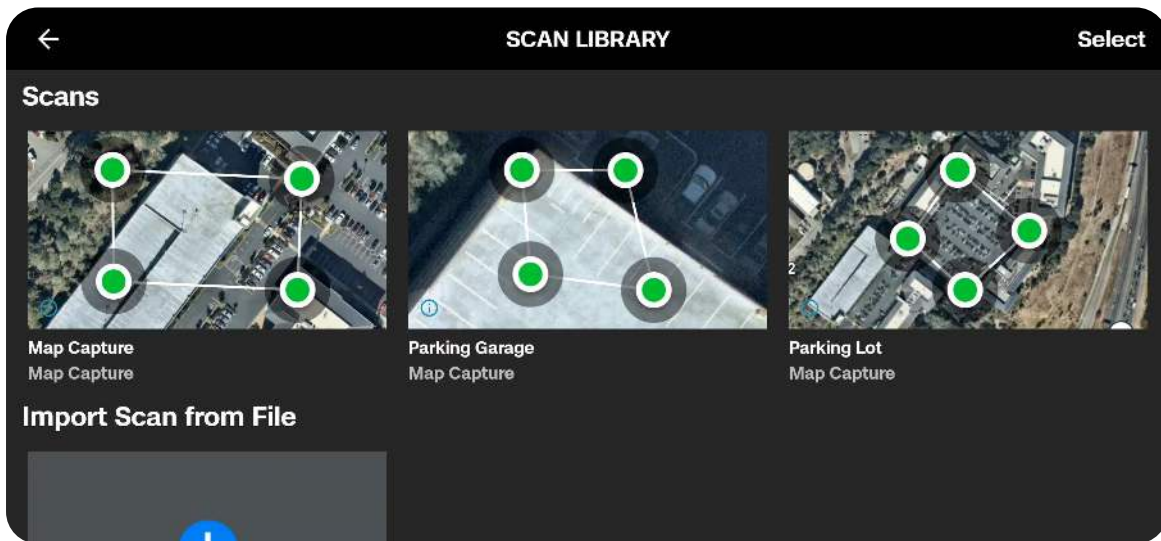 SCAN LIBRARY
Select
Scans
2
Map Capture
Map Capture
Parking Garage
Map Capture
Parking Lot
Map Capture
Import Scan from File